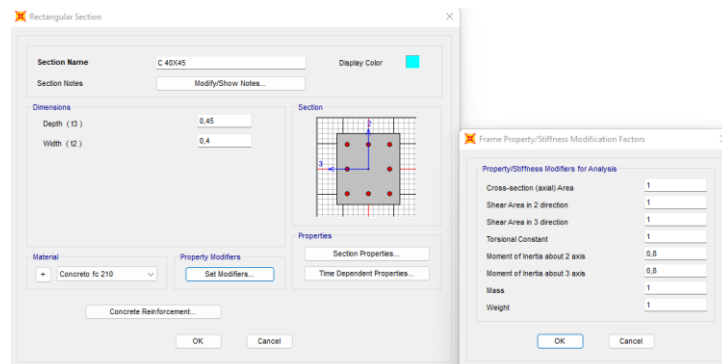 Rectangular Section
Section Name
C 40X45
Display Color
Section Notes
Modify/Show Notes...
Dimensions
Depth ( t3 )
0,45
Width ( t2 )
0,4
Section
2
3
Properties
Section Properties...
Time Dependent Properties...
Material
+
Concreto fc 210
Property Modifiers
Set Modifiers...
Concrete Reinforcement...
OK
Cancel
Frame Property/Stiffness Modification Factors
Property/Stiffness Modifiers for Analysis
Cross-section (axial) Area
1
Shear Area in 2 direction
1
Shear Area in 3 direction
1
Torsional Constant
1
Moment of Inertia about 2 axis
0,8
Moment of Inertia about 3 axis
0,8
Mass
1
Weight
1
OK
Cancel